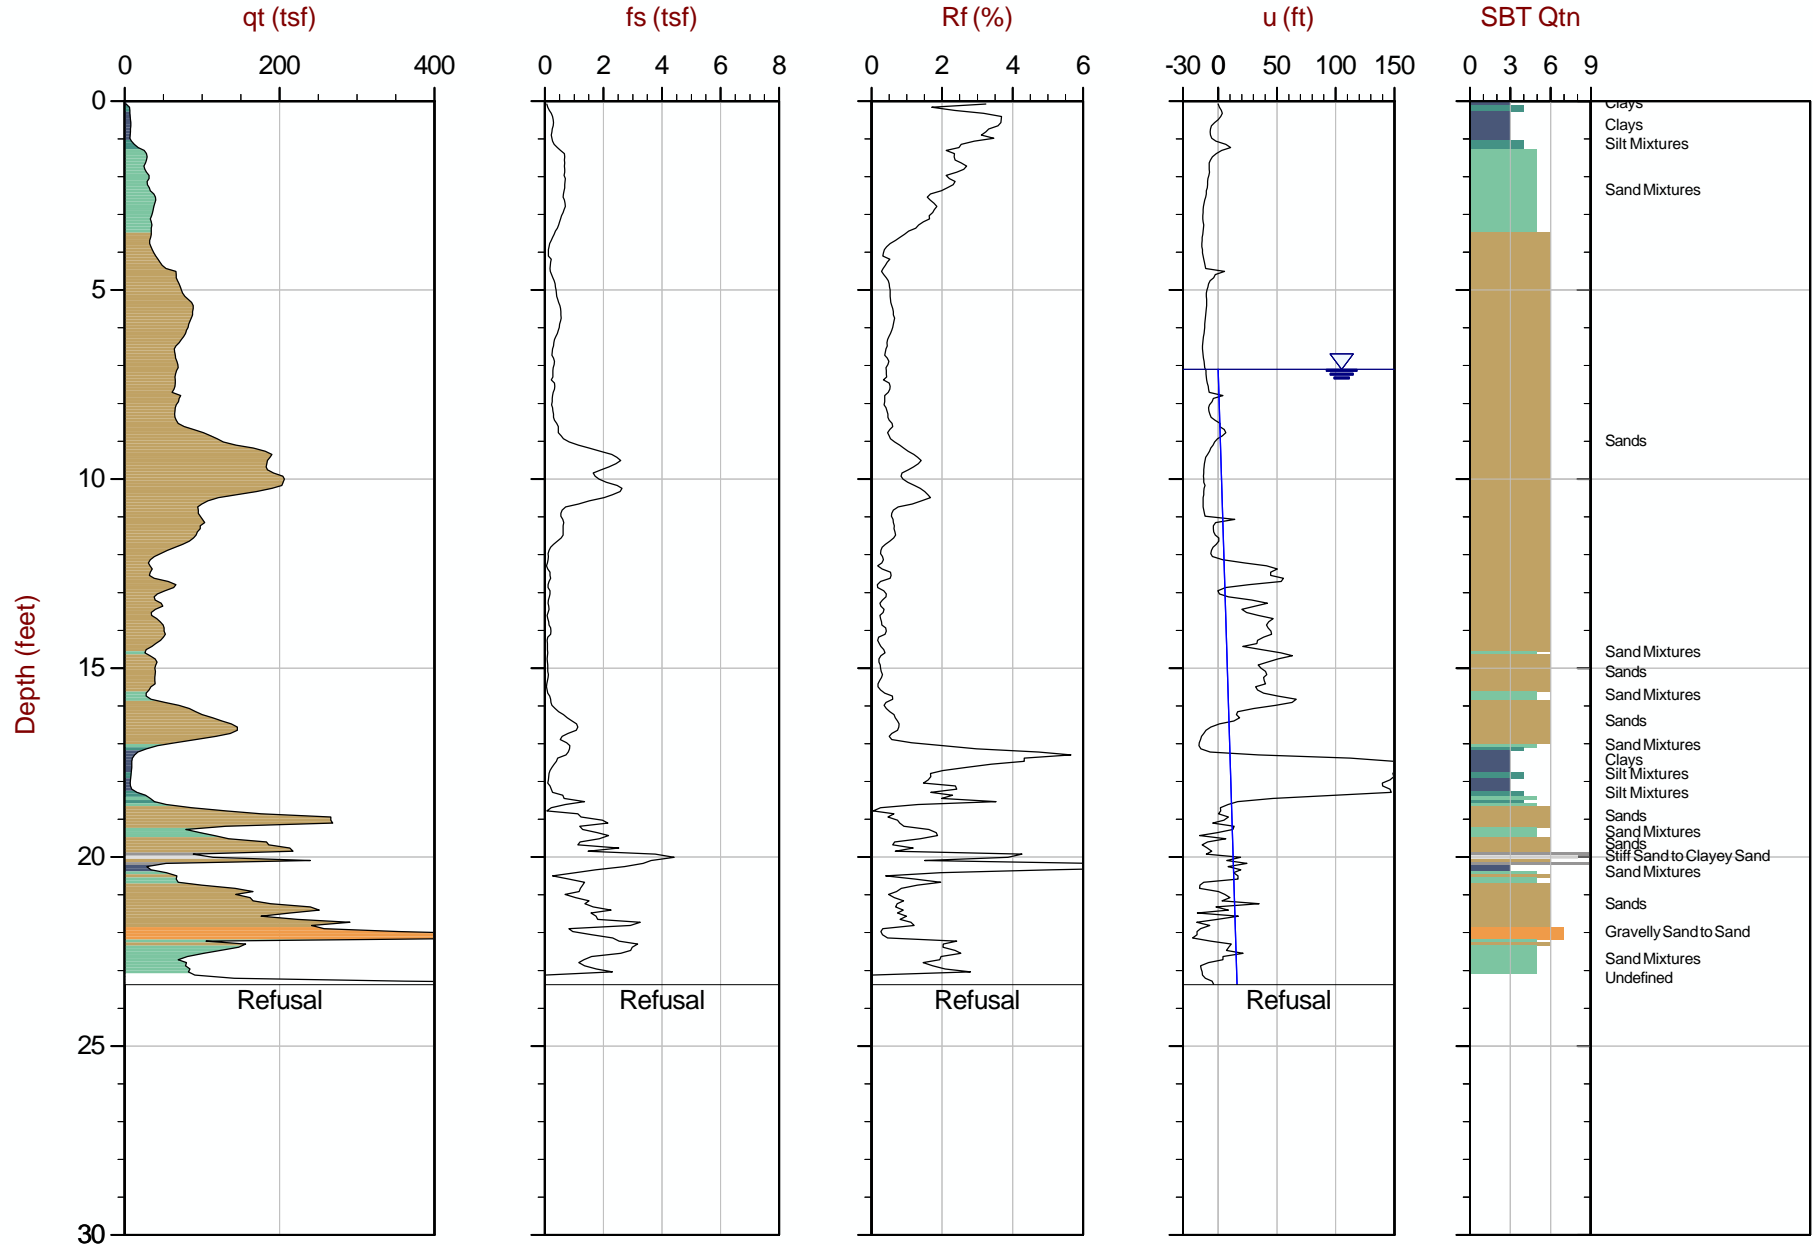 qt (tsf)
fs (tsf)
Rf (%)
u (ft)
SBT Qtn
0 200 400
0 2 4 6 8
0 2 4 6
-30 0 50 100 150
0 3 6 9
0
5
10
15
20
25
30
Depth (feet)
Clays
Clays
Silt Mixtures
Sand Mixtures
Sands
Sand Mixtures
Sands
Sand Mixtures
Sands
Sand Mixtures
Clays
Silt Mixtures
Silt Mixtures
Sands
Sand Mixtures
Sands
Stiff Sand to Clayey Sand
Sand Mixtures
Sands
Gravelly Sand to Sand
Sand Mixtures
Undefined
Refusal
Refusal
Refusal
Refusal